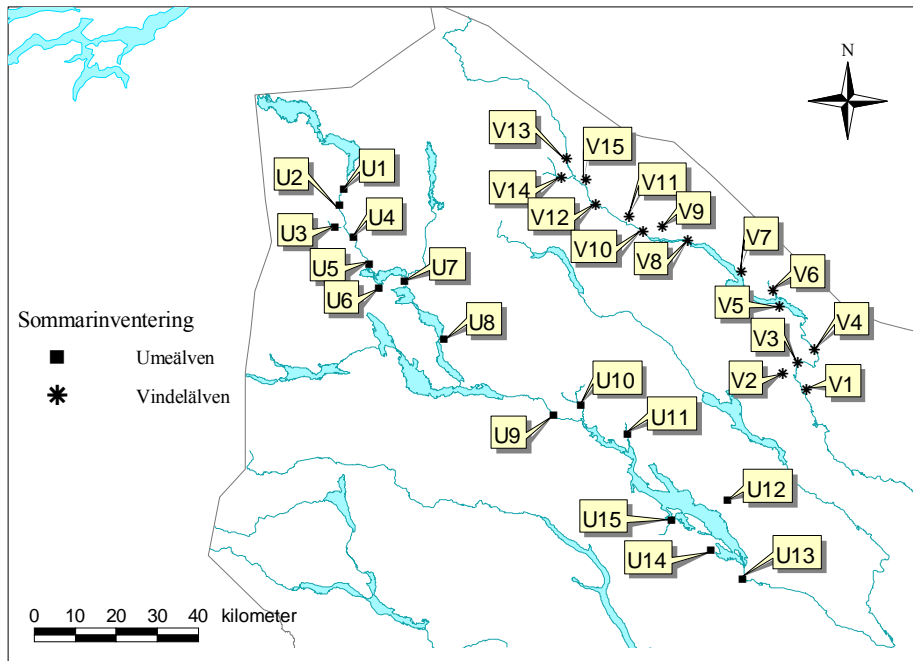 N
V13
V15
U1
U2
V14
V11
V9
U3
U4
V12
V10
V7
V8
U5
U7
V6
U6
V5
Sommarinventering
U8
V4
V3
Umeälven
V2
V1
Vindelälven
U10
U9
U11
U12
U15
U14
U13
0 10 20 30 40 kilometer